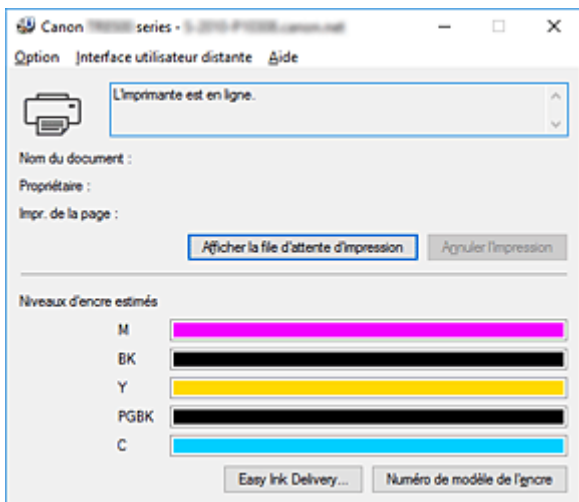 Canon series -
Option Interface utilisateur distante Aide
L'imprimante est en ligne.
Nom du document :
Propriétaire :
Impr. de la page :
Afficher la file d'attente d'impression Annuler l'impression
Niveaux d'encre estimés
M
BK
Y
PGBK
C
Easy Ink Delivery... Numéro de modèle de l'encre